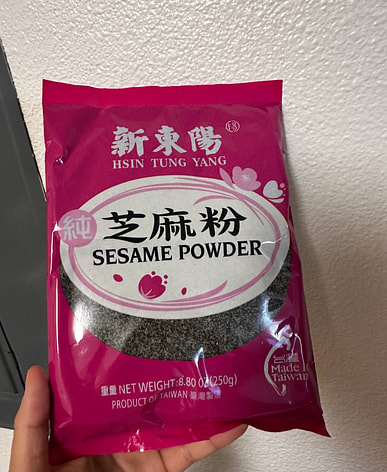 新東陽
HSIN TUNG YANG
純
芝麻粉
SESAME POWDER
重量 NET WEIGHT:8.80 OZ(250g)
PRODUCT OF TAIWAN 臺灣製造
Made in
Taiwan